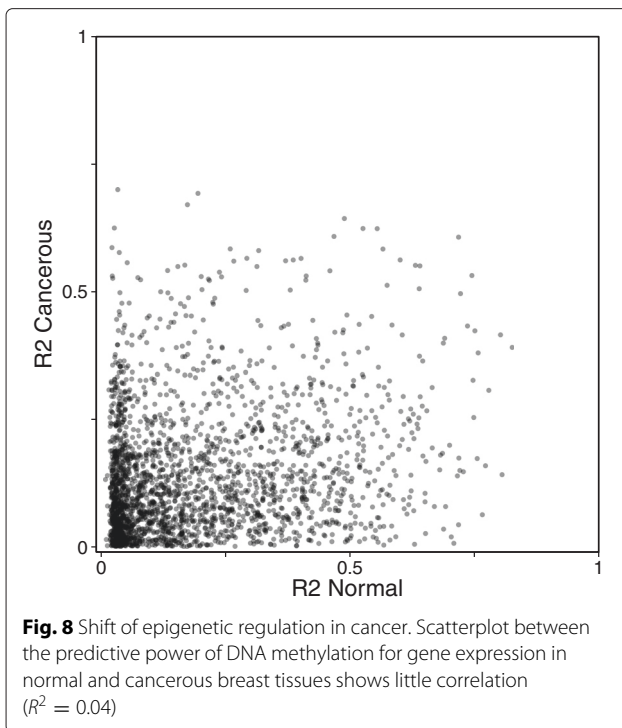 1
R2 Cancerous
0.5
0
0
0.5
1
R2 Normal
Fig. 8 Shift of epigenetic regulation in cancer. Scatterplot between
the predictive power of DNA methylation for gene expression in
normal and cancerous breast tissues shows little correlation
(R² = 0.04)